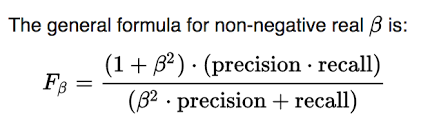 The general formula for non-negative real β is:
F_β = (1 + β²) · (precision · recall) / (β² · precision + recall)